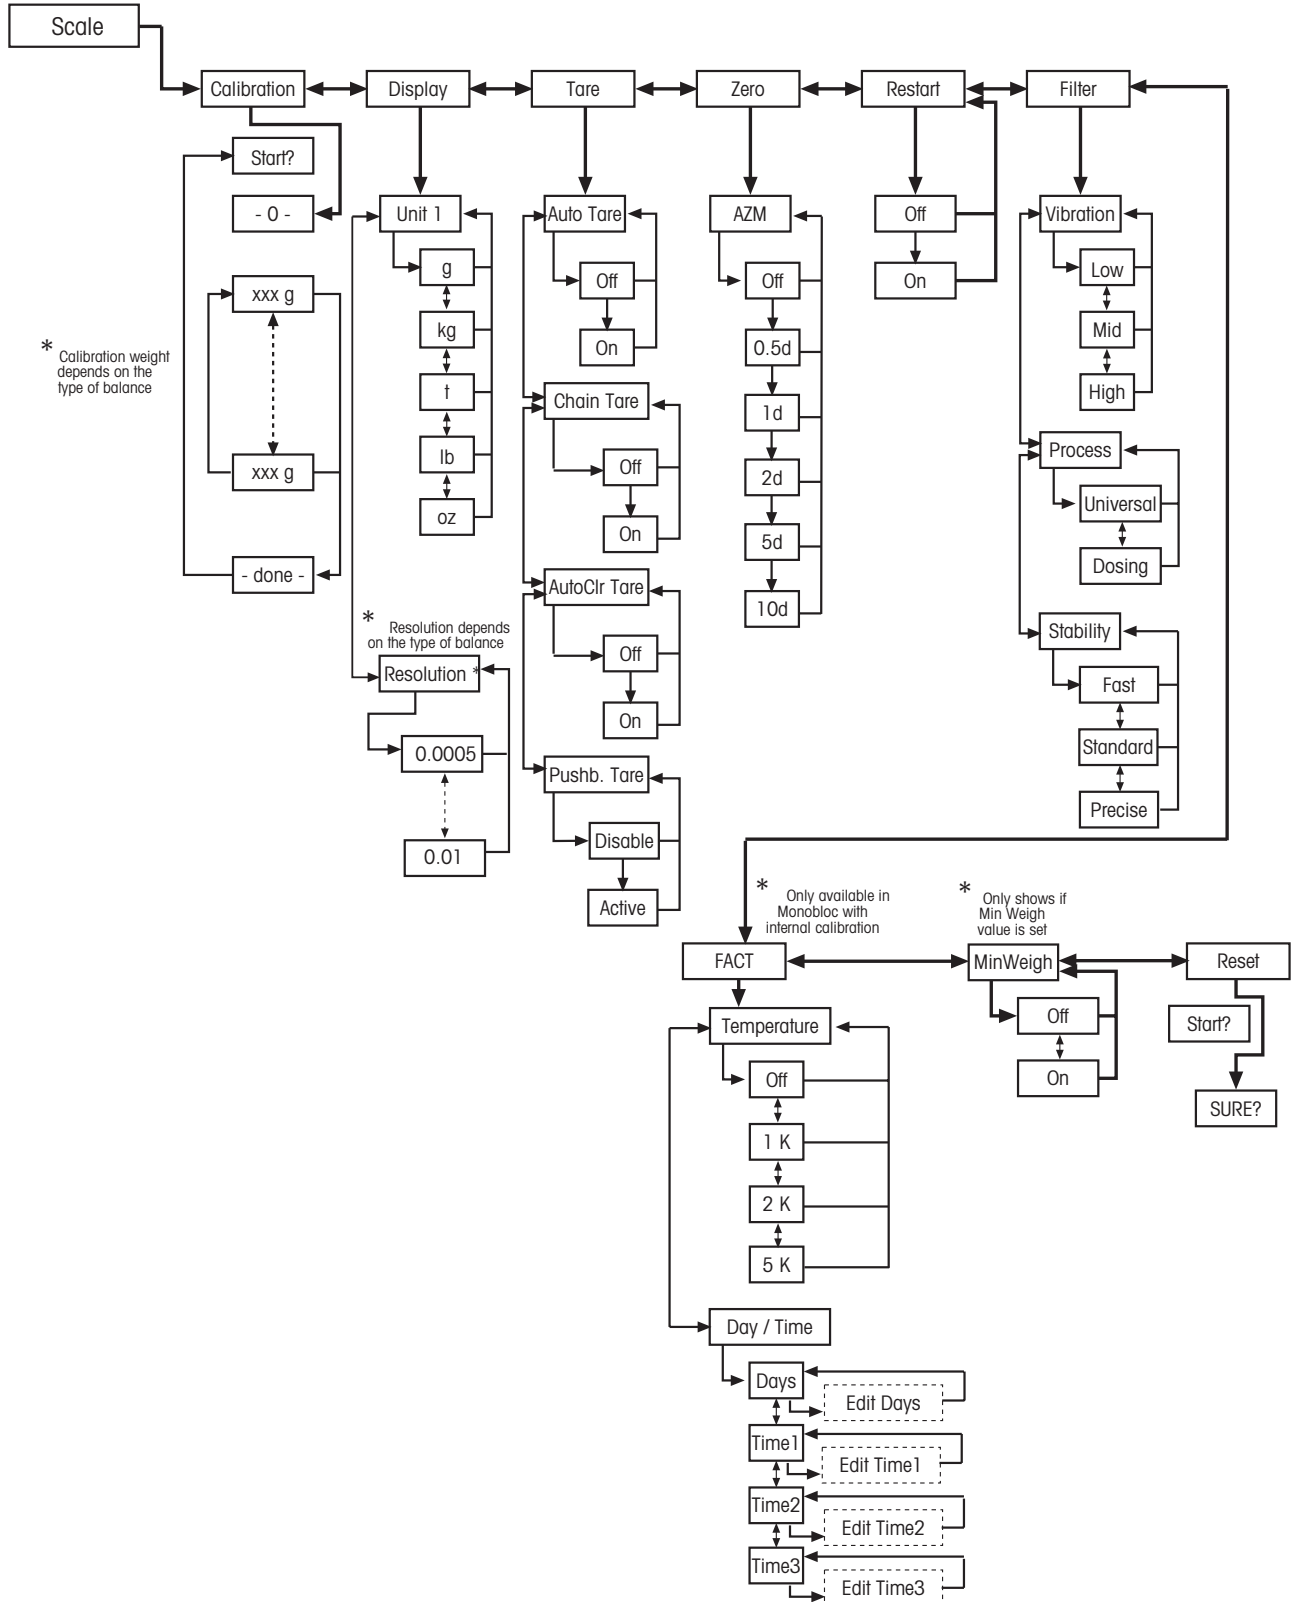 Scale
Calibration
Display
Tare
Zero
Restart
Filter
Start?
- 0 -
xxx g
xxx g
- done -
* Calibration weight
depends on the
type of balance
Unit 1
g
kg
t
lb
oz
* Resolution depends
on the type of balance
Resolution *
0.0005
0.01
Auto Tare
Off
On
Chain Tare
Off
On
AutoClr Tare
Off
On
Pushb. Tare
Disable
Active
AZM
Off
0.5d
1d
2d
5d
10d
Off
On
Vibration
Low
Mid
High
Process
Universal
Dosing
Stability
Fast
Standard
Precise
* Only available in
Monobloc with
internal calibration
FACT
* Only shows if
Min Weigh
value is set
MinWeigh
Off
On
Reset
Start?
SURE?
Temperature
Off
1 K
2 K
5 K
Day / Time
Days
Edit Days
Time1
Edit Time1
Time2
Edit Time2
Time3
Edit Time3